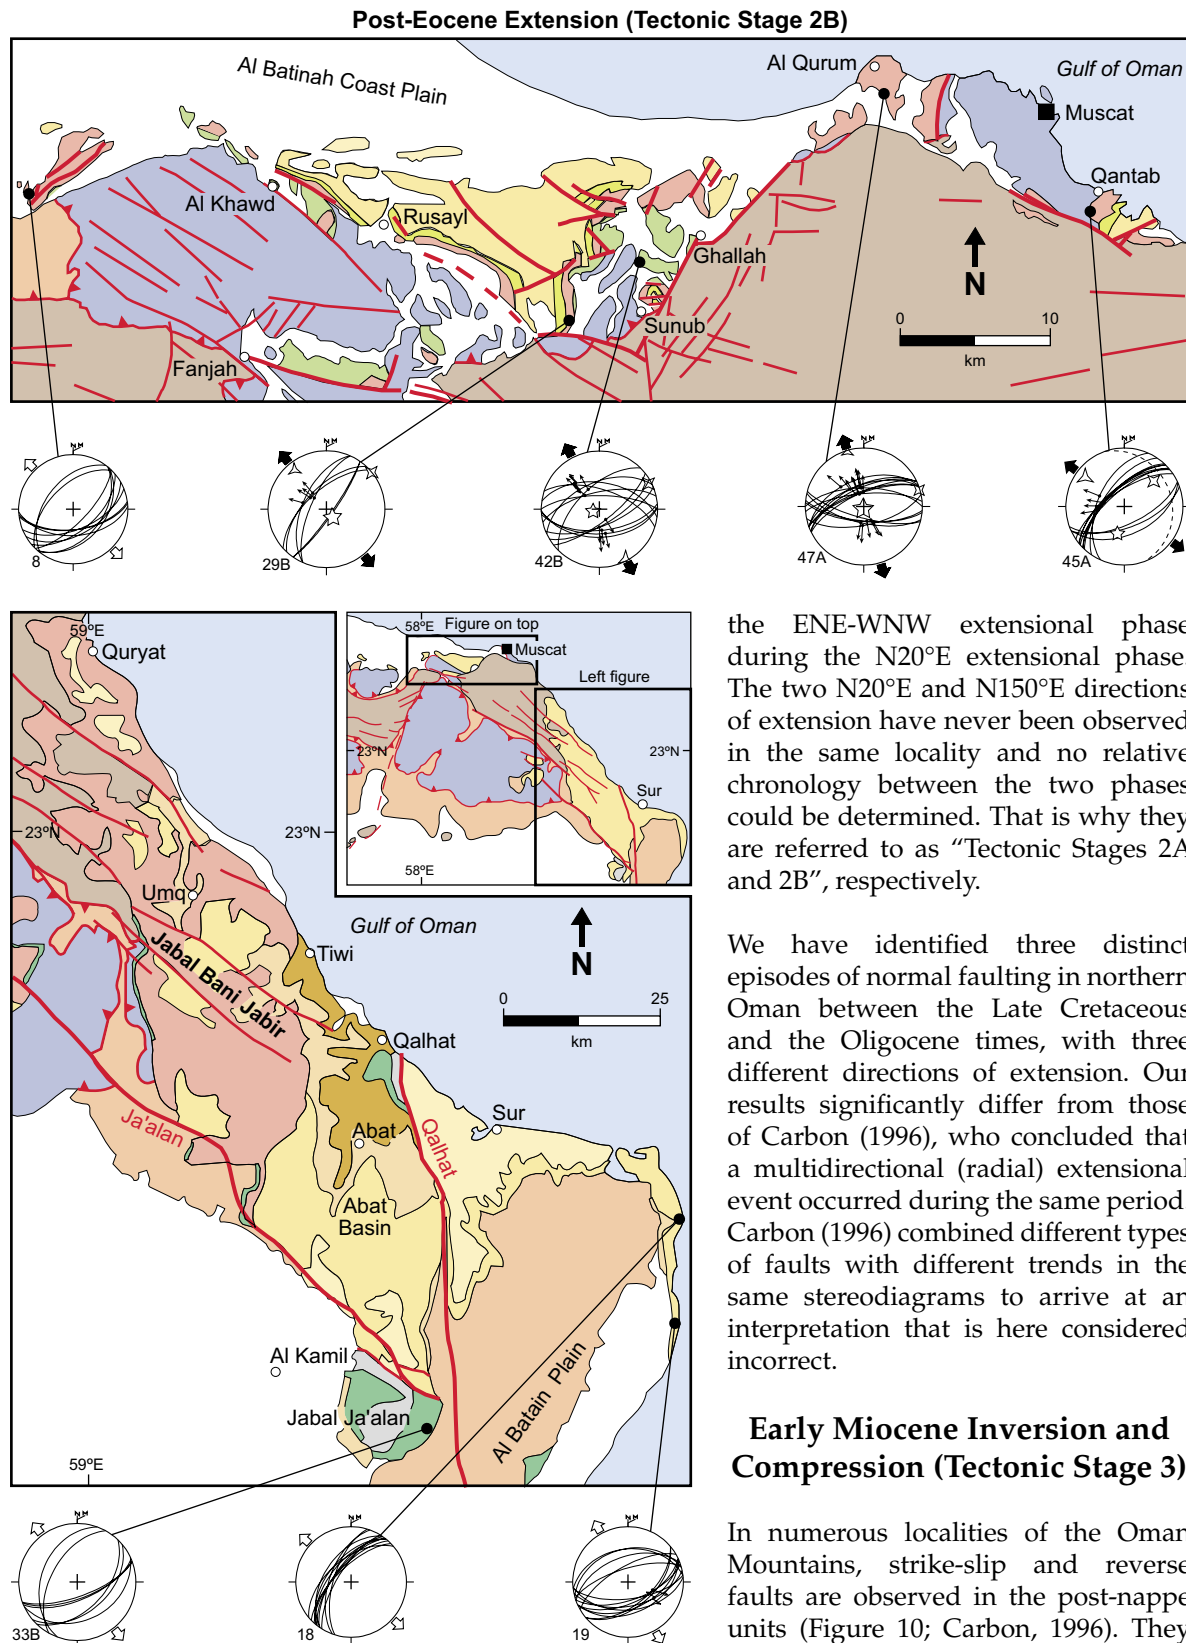 Post-Eocene Extension (Tectonic Stage 2B)
Al Batinah Coast Plain
Al Qurum
Gulf of Oman
Muscat
Qantab
Al Khawd
Rusayl
Ghallah
N
Sunub
0 10
km
Fanjah
8
29B
42B
47A
45A
59°E
Quryat
58°E
Figure on top
Muscat
Left figure
23°N
23°N
Sur
58°E
23°N
23°N
Umq
Gulf of Oman
Tiwi
N
Jabal Bani Jabir
0 25
km
Qalhat
Sur
Ja'alan
Abat
Qalhat
Abat
Basin
Al Kamil
Jabal Ja'alan
Al Batain Plain
59°E
33B
18
19
the ENE-WNW extensional phase
during the N20°E extensional phase.
The two N20°E and N150°E directions
of extension have never been observed
in the same locality and no relative
chronology between the two phases
could be determined. That is why they
are referred to as “Tectonic Stages 2A
and 2B”, respectively.
We have identified three distinct
episodes of normal faulting in northern
Oman between the Late Cretaceous
and the Oligocene times, with three
different directions of extension. Our
results significantly differ from those
of Carbon (1996), who concluded that
a multidirectional (radial) extensional
event occurred during the same period.
Carbon (1996) combined different types
of faults with different trends in the
same stereodiagrams to arrive at an
interpretation that is here considered
incorrect.
Early Miocene Inversion and
Compression (Tectonic Stage 3)
In numerous localities of the Oman
Mountains, strike-slip and reverse
faults are observed in the post-nappe
units (Figure 10; Carbon, 1996). They